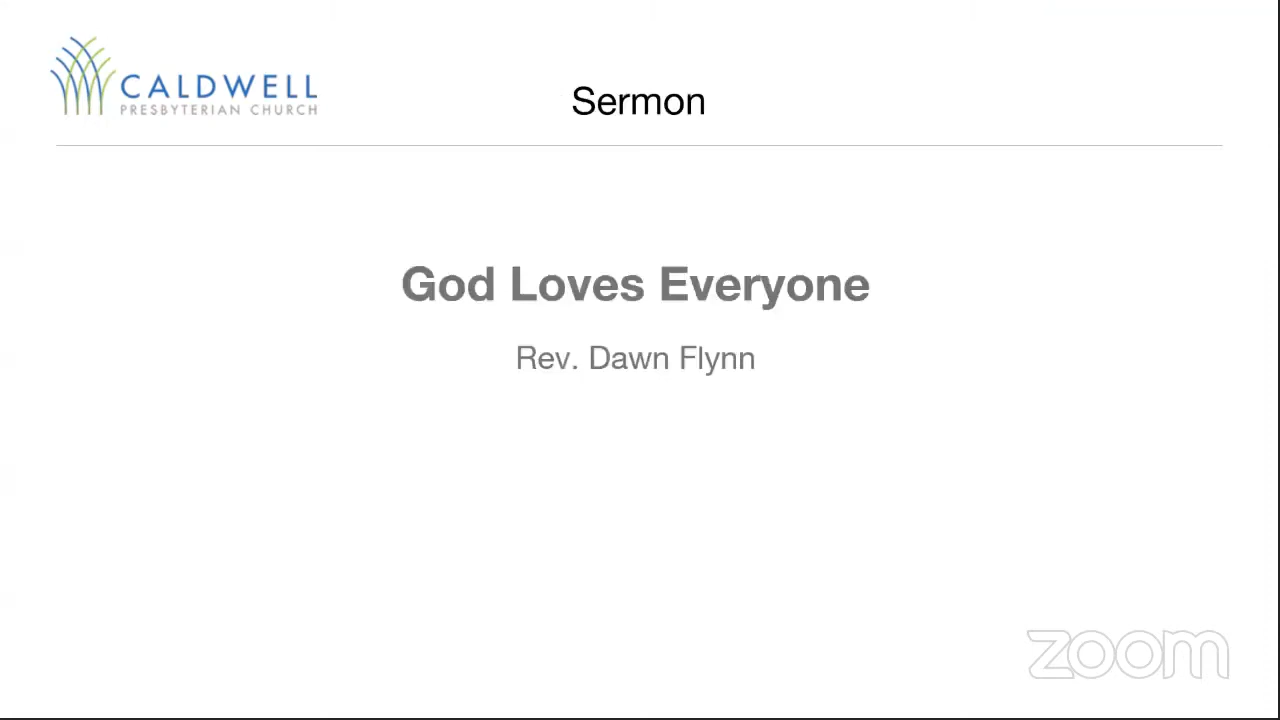 CALDWELL
PRESBYTERIAN CHURCH
Sermon
God Loves Everyone
Rev. Dawn Flynn
zoom